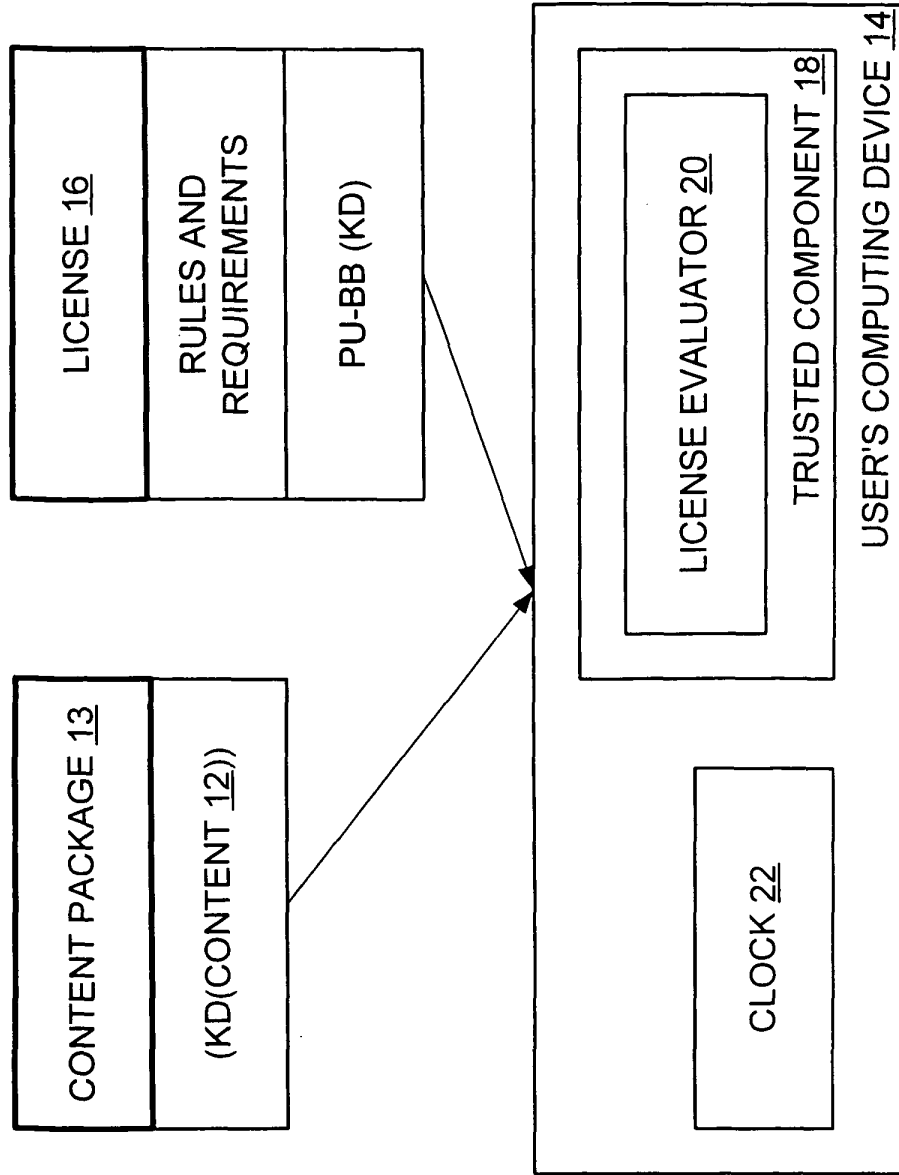 CONTENT PACKAGE 13
(KD(CONTENT 12))
LICENSE 16
RULES AND
REQUIREMENTS
PU-BB (KD)
CLOCK 22
LICENSE EVALUATOR 20
TRUSTED COMPONENT 18
USER'S COMPUTING DEVICE 14